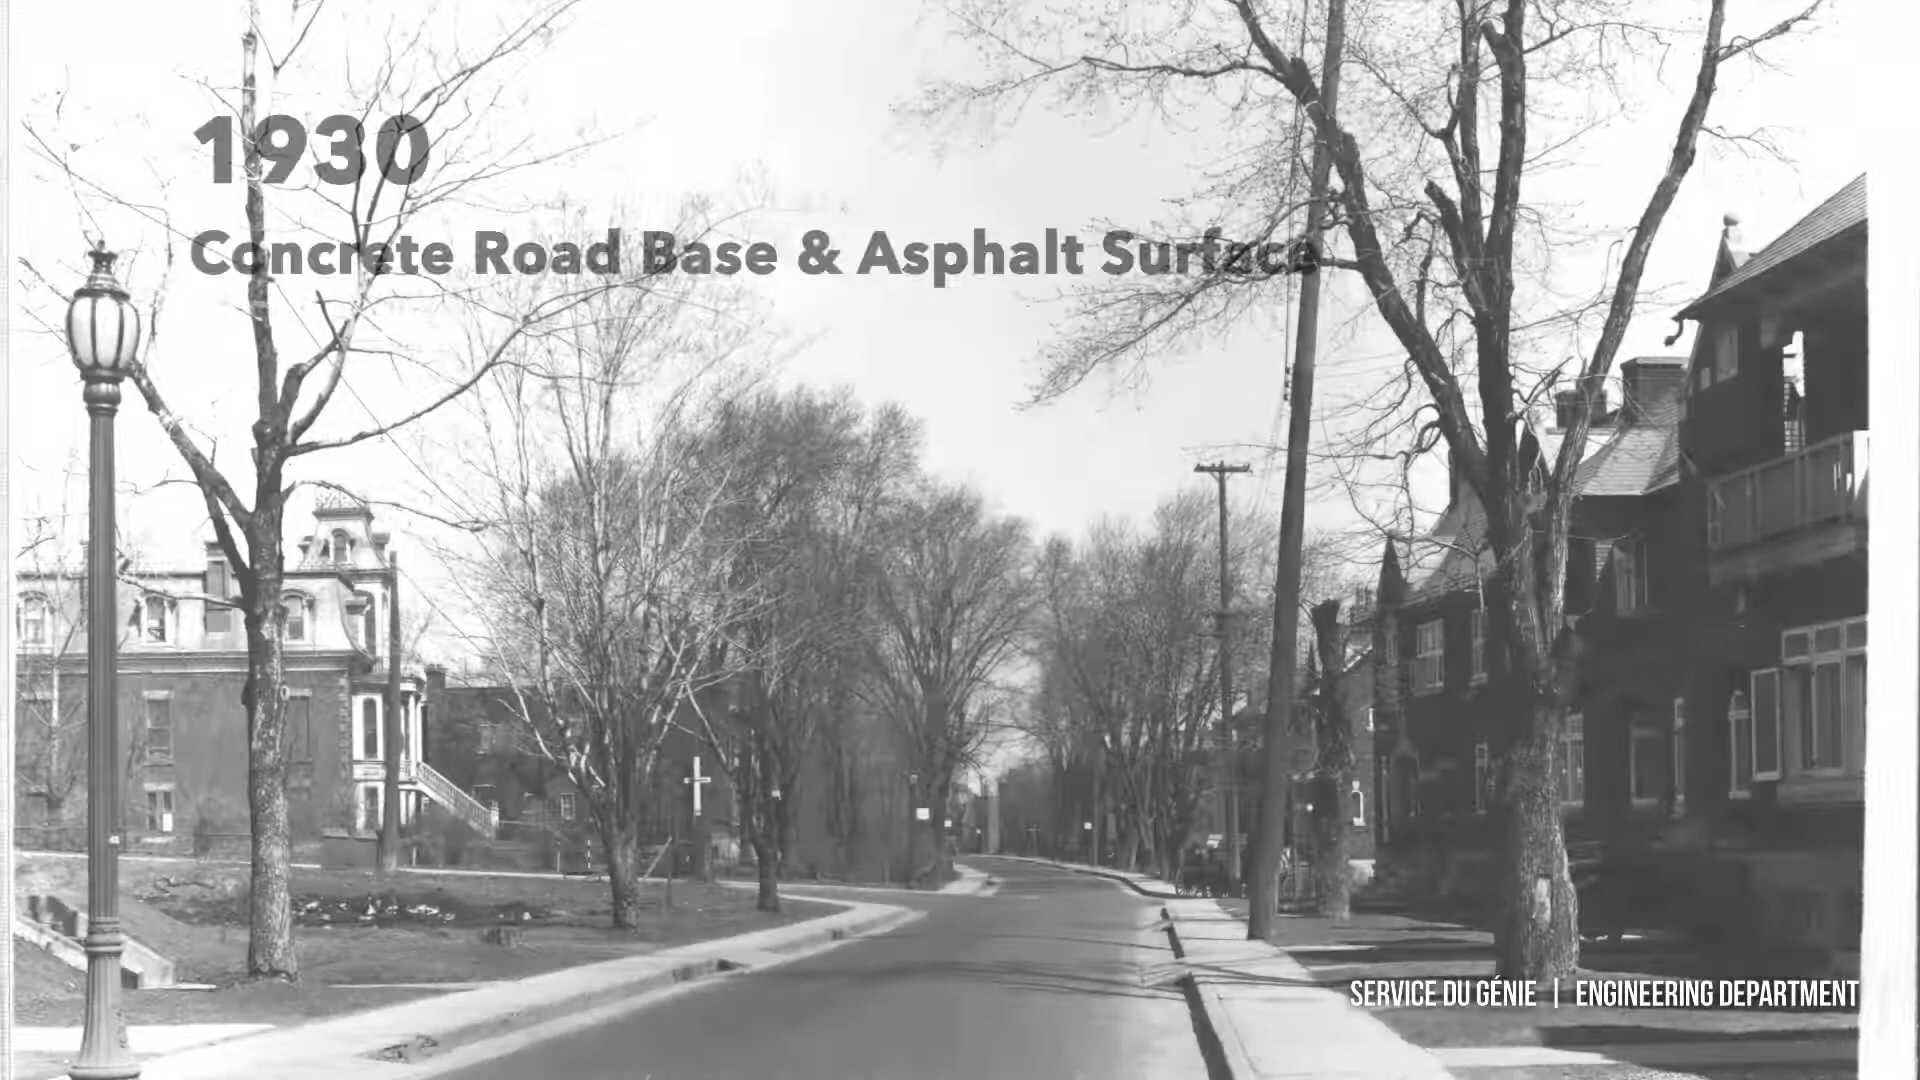 1930
Concrete Road Base & Asphalt Surface
SERVICE DU GÉNIE | ENGINEERING DEPARTMENT